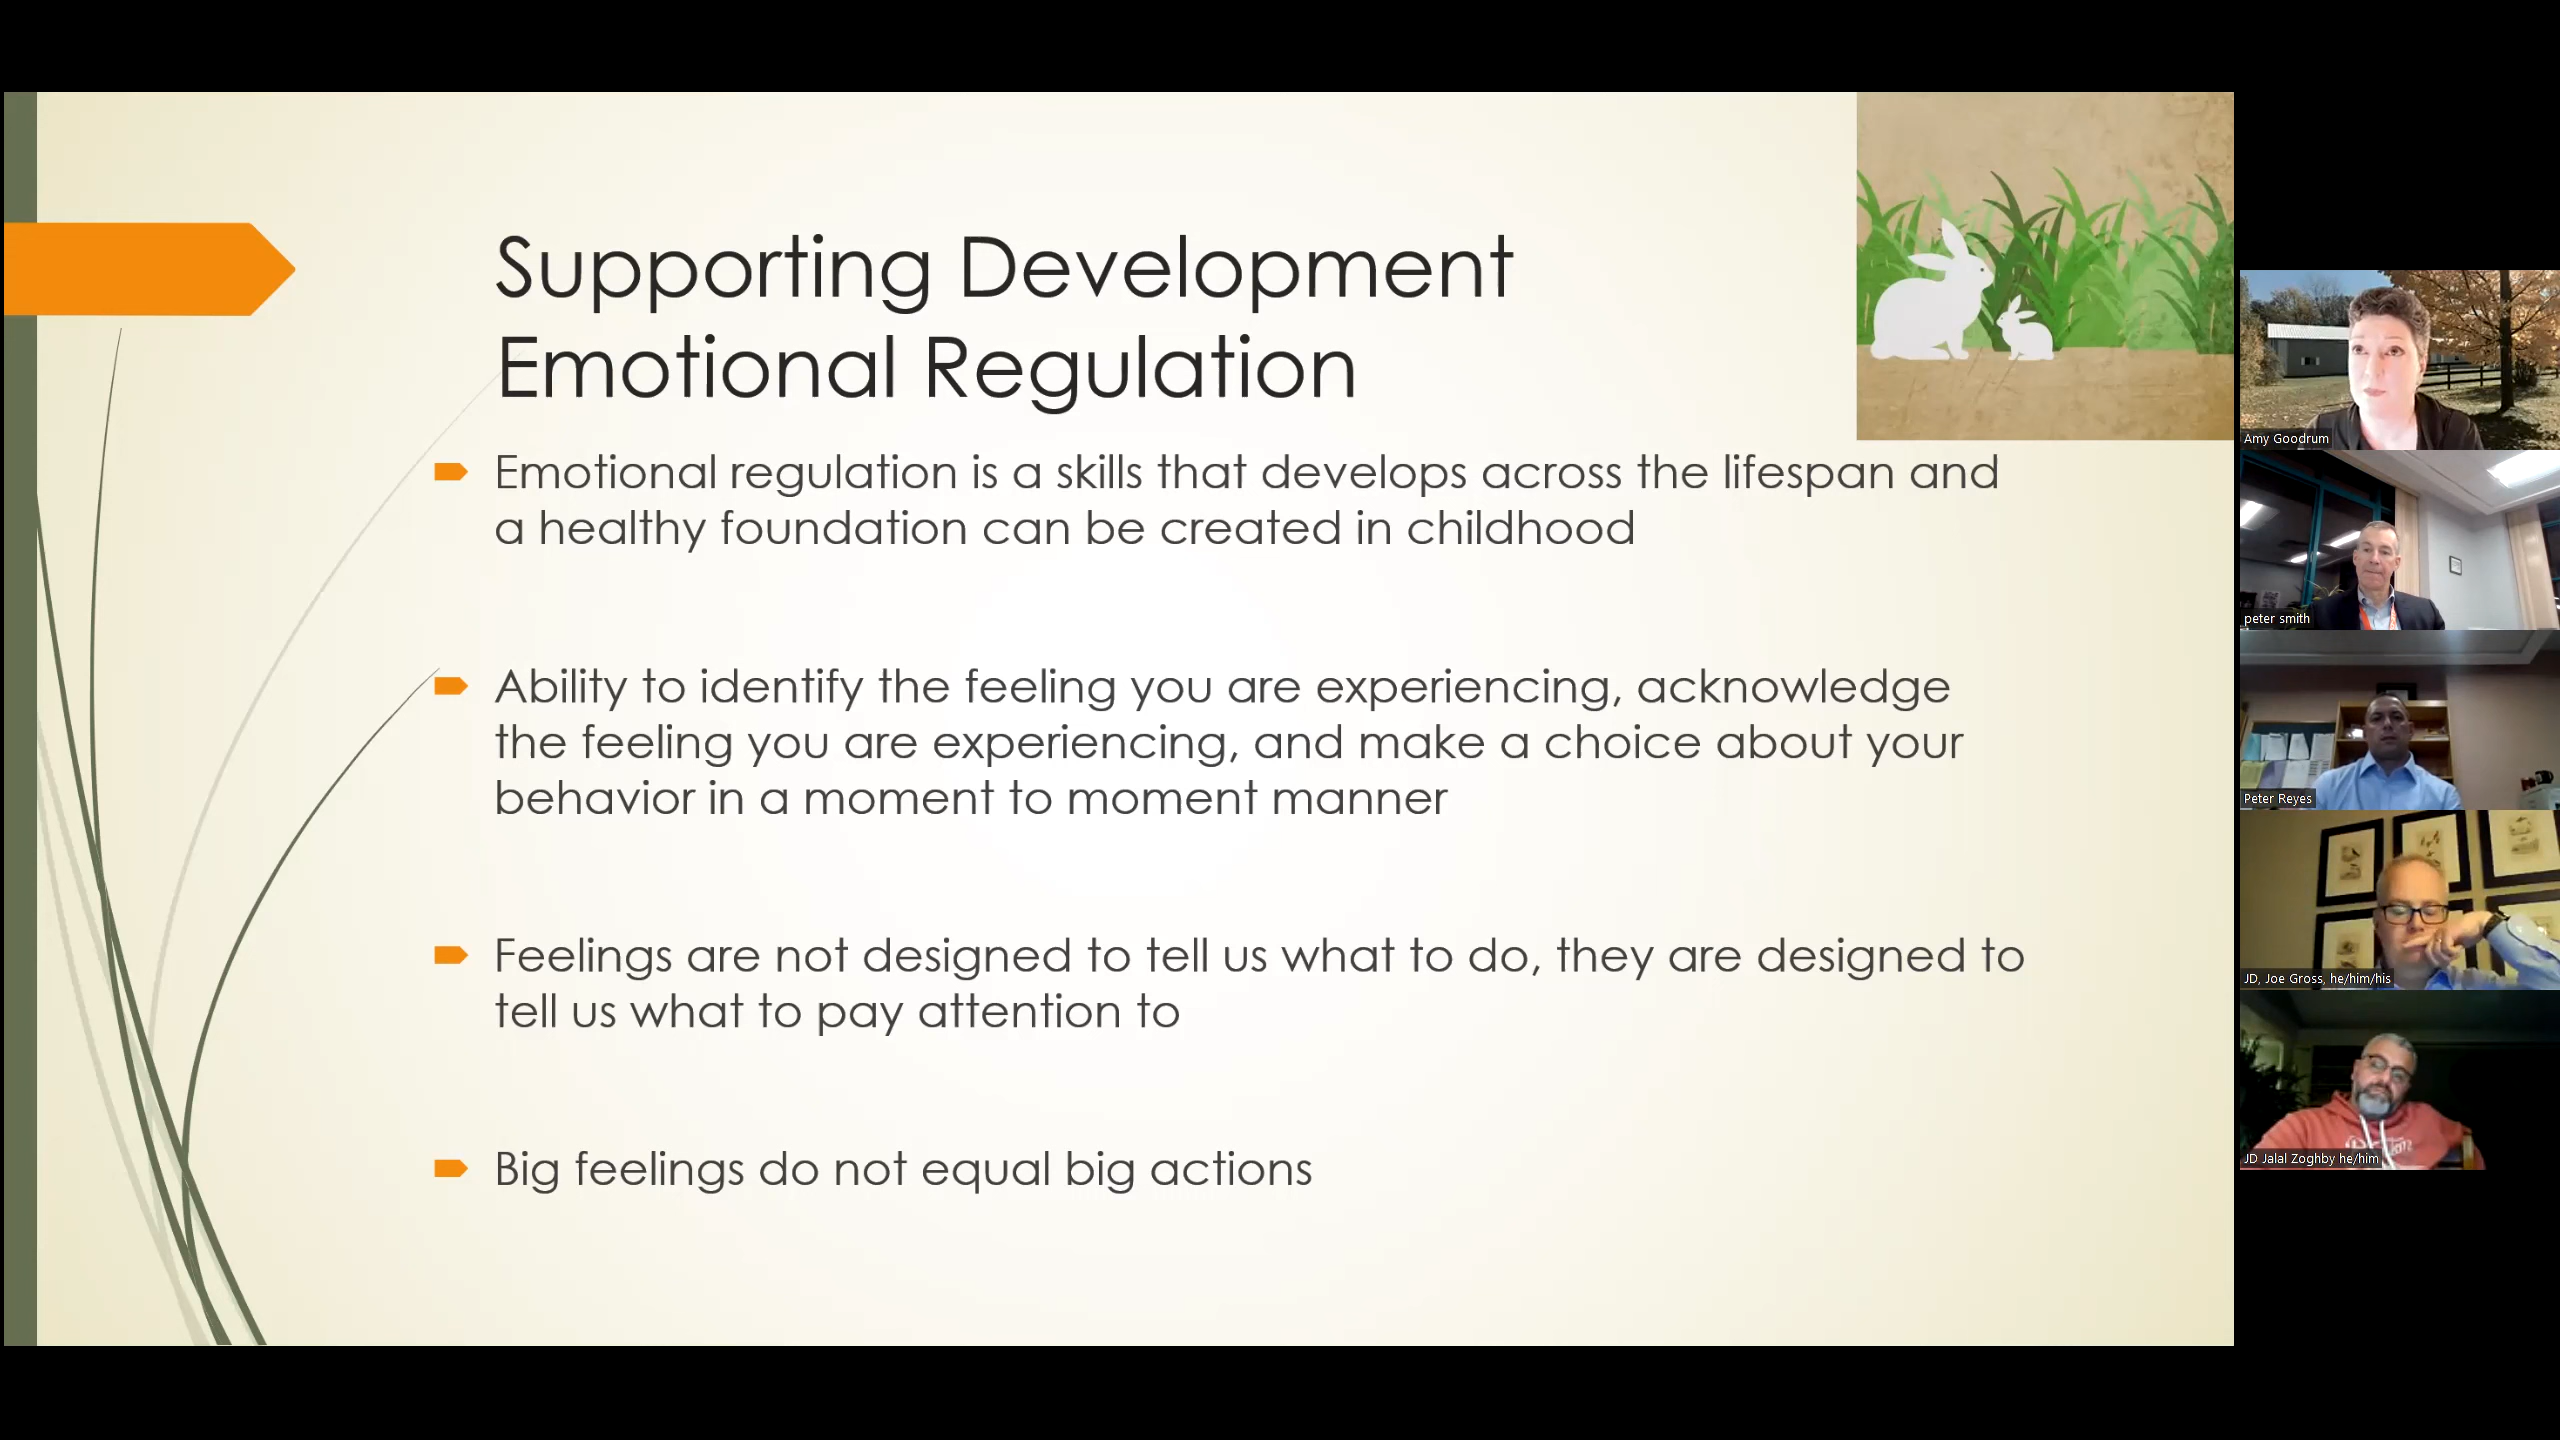 Supporting Development
Emotional Regulation
Emotional regulation is a skills that develops across the lifespan and
a healthy foundation can be created in childhood
Ability to identify the feeling you are experiencing, acknowledge
the feeling you are experiencing, and make a choice about your
behavior in a moment to moment manner
Feelings are not designed to tell us what to do, they are designed to
tell us what to pay attention to
Big feelings do not equal big actions
Amy Goodrum
peter smith
Peter Reyes
JD, Joe Gross, he/him/his
JD Jalal Zoghby he/him